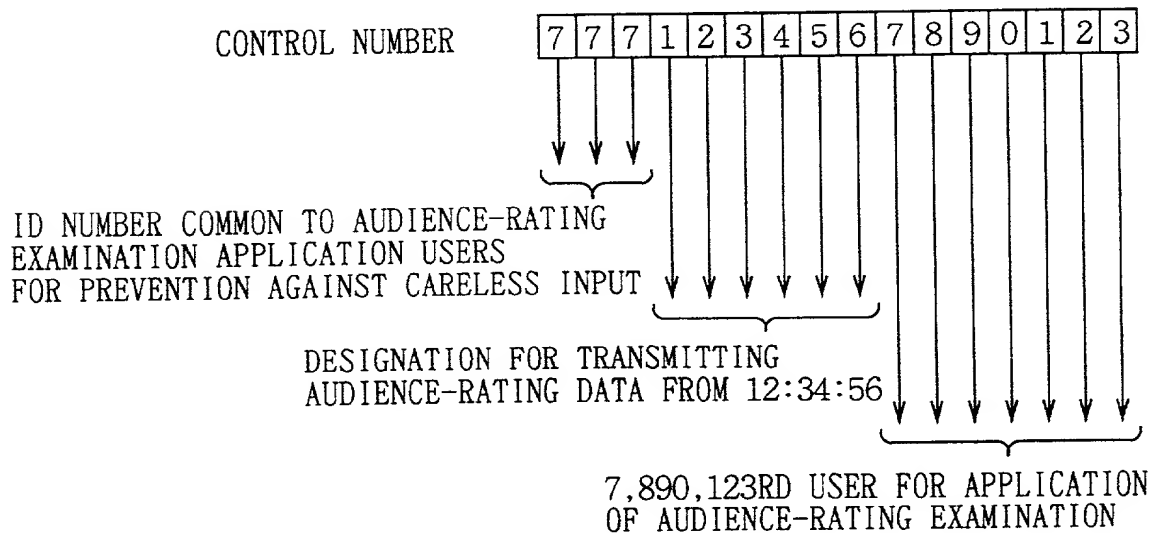 CONTROL NUMBER 7 7 7 1 2 3 4 5 6 7 8 9 0 1 2 3
ID NUMBER COMMON TO AUDIENCE-RATING
EXAMINATION APPLICATION USERS
FOR PREVENTION AGAINST CARELESS INPUT
DESIGNATION FOR TRANSMITTING
AUDIENCE-RATING DATA FROM 12:34:56
7,890,123RD USER FOR APPLICATION
OF AUDIENCE-RATING EXAMINATION